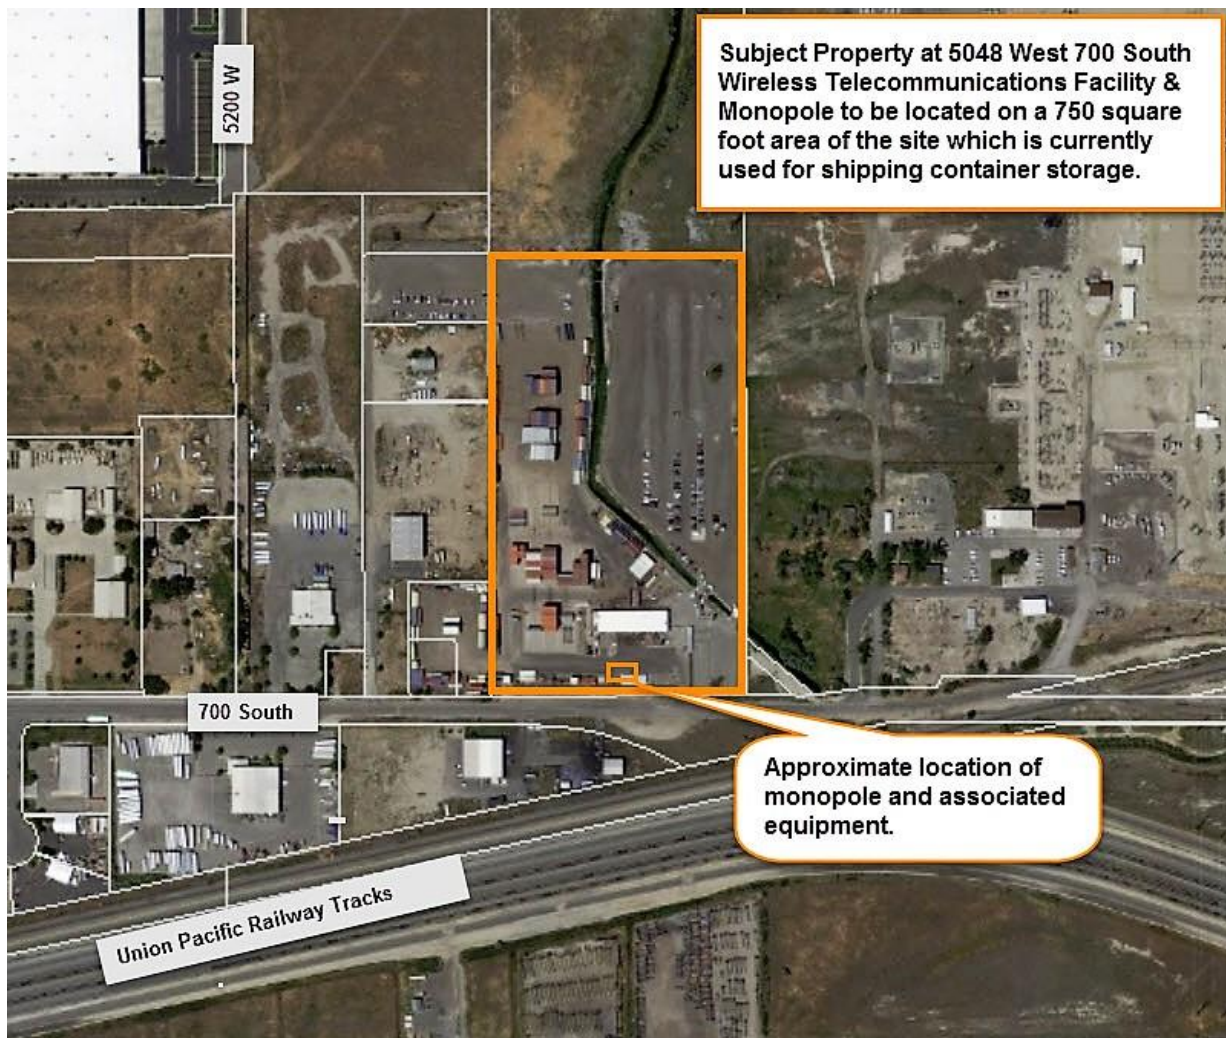 Subject Property at 5048 West 700 South
Wireless Telecommunications Facility &
Monopole to be located on a 750 square
foot area of the site which is currently
used for shipping container storage.
5200 W
700 South
Approximate location of
monopole and associated
equipment.
Union Pacific Railway Tracks